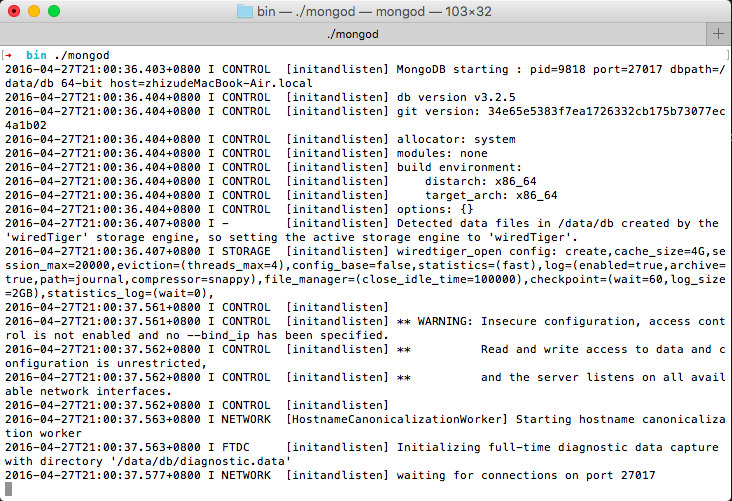 bin — ./mongod — mongod — 103×32
./mongod
+
[➜  bin ./mongod ]
2016-04-27T21:00:36.403+0800 I CONTROL  [initandlisten] MongoDB starting : pid=9818 port=27017 dbpath=/
data/db 64-bit host=zhizudeMacBook-Air.local
2016-04-27T21:00:36.404+0800 I CONTROL  [initandlisten] db version v3.2.5
2016-04-27T21:00:36.404+0800 I CONTROL  [initandlisten] git version: 34e65e5383f7ea1726332cb175b73077ec
4a1b02
2016-04-27T21:00:36.404+0800 I CONTROL  [initandlisten] allocator: system
2016-04-27T21:00:36.404+0800 I CONTROL  [initandlisten] modules: none
2016-04-27T21:00:36.404+0800 I CONTROL  [initandlisten] build environment:
2016-04-27T21:00:36.404+0800 I CONTROL  [initandlisten]     distarch: x86_64
2016-04-27T21:00:36.404+0800 I CONTROL  [initandlisten]     target_arch: x86_64
2016-04-27T21:00:36.404+0800 I CONTROL  [initandlisten] options: {}
2016-04-27T21:00:36.407+0800 I -        [initandlisten] Detected data files in /data/db created by the
'wiredTiger' storage engine, so setting the active storage engine to 'wiredTiger'.
2016-04-27T21:00:36.407+0800 I STORAGE  [initandlisten] wiredtiger_open config: create,cache_size=4G,se
ssion_max=20000,eviction=(threads_max=4),config_base=false,statistics=(fast),log=(enabled=true,archive=
true,path=journal,compressor=snappy),file_manager=(close_idle_time=100000),checkpoint=(wait=60,log_size
=2GB),statistics_log=(wait=0),
2016-04-27T21:00:37.561+0800 I CONTROL  [initandlisten]
2016-04-27T21:00:37.561+0800 I CONTROL  [initandlisten] ** WARNING: Insecure configuration, access cont
rol is not enabled and no --bind_ip has been specified.
2016-04-27T21:00:37.562+0800 I CONTROL  [initandlisten] **          Read and write access to data and c
onfiguration is unrestricted,
2016-04-27T21:00:37.562+0800 I CONTROL  [initandlisten] **          and the server listens on all avail
able network interfaces.
2016-04-27T21:00:37.562+0800 I CONTROL  [initandlisten]
2016-04-27T21:00:37.563+0800 I NETWORK  [HostnameCanonicalizationWorker] Starting hostname canonicaliza
tion worker
2016-04-27T21:00:37.563+0800 I FTDC     [initandlisten] Initializing full-time diagnostic data capture
with directory '/data/db/diagnostic.data'
2016-04-27T21:00:37.577+0800 I NETWORK  [initandlisten] waiting for connections on port 27017